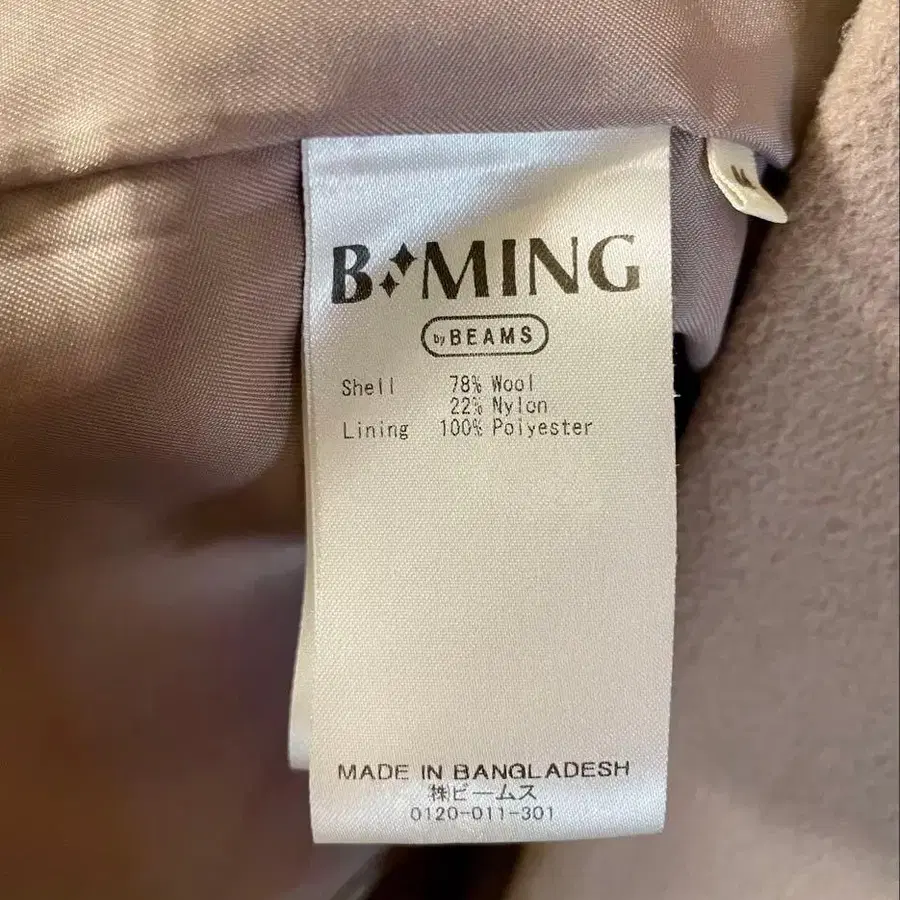 B MING
by BEAMS
Shell 78% Wool
22% Nylon
Lining 100% Polyester
MADE IN BANGLADESH
㈱ビームス
0120-011-301